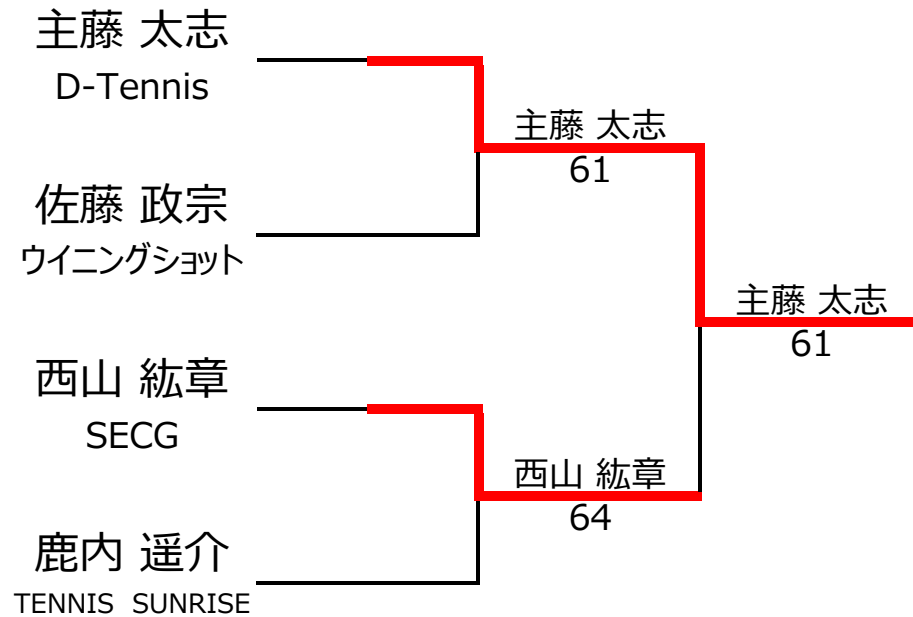 主藤 太志
D-Tennis
佐藤 政宗
ウイニングショット
西山 紘章
SECG
鹿内 遥介
TENNIS SUNRISE
主藤 太志
61
西山 紘章
64
主藤 太志
61